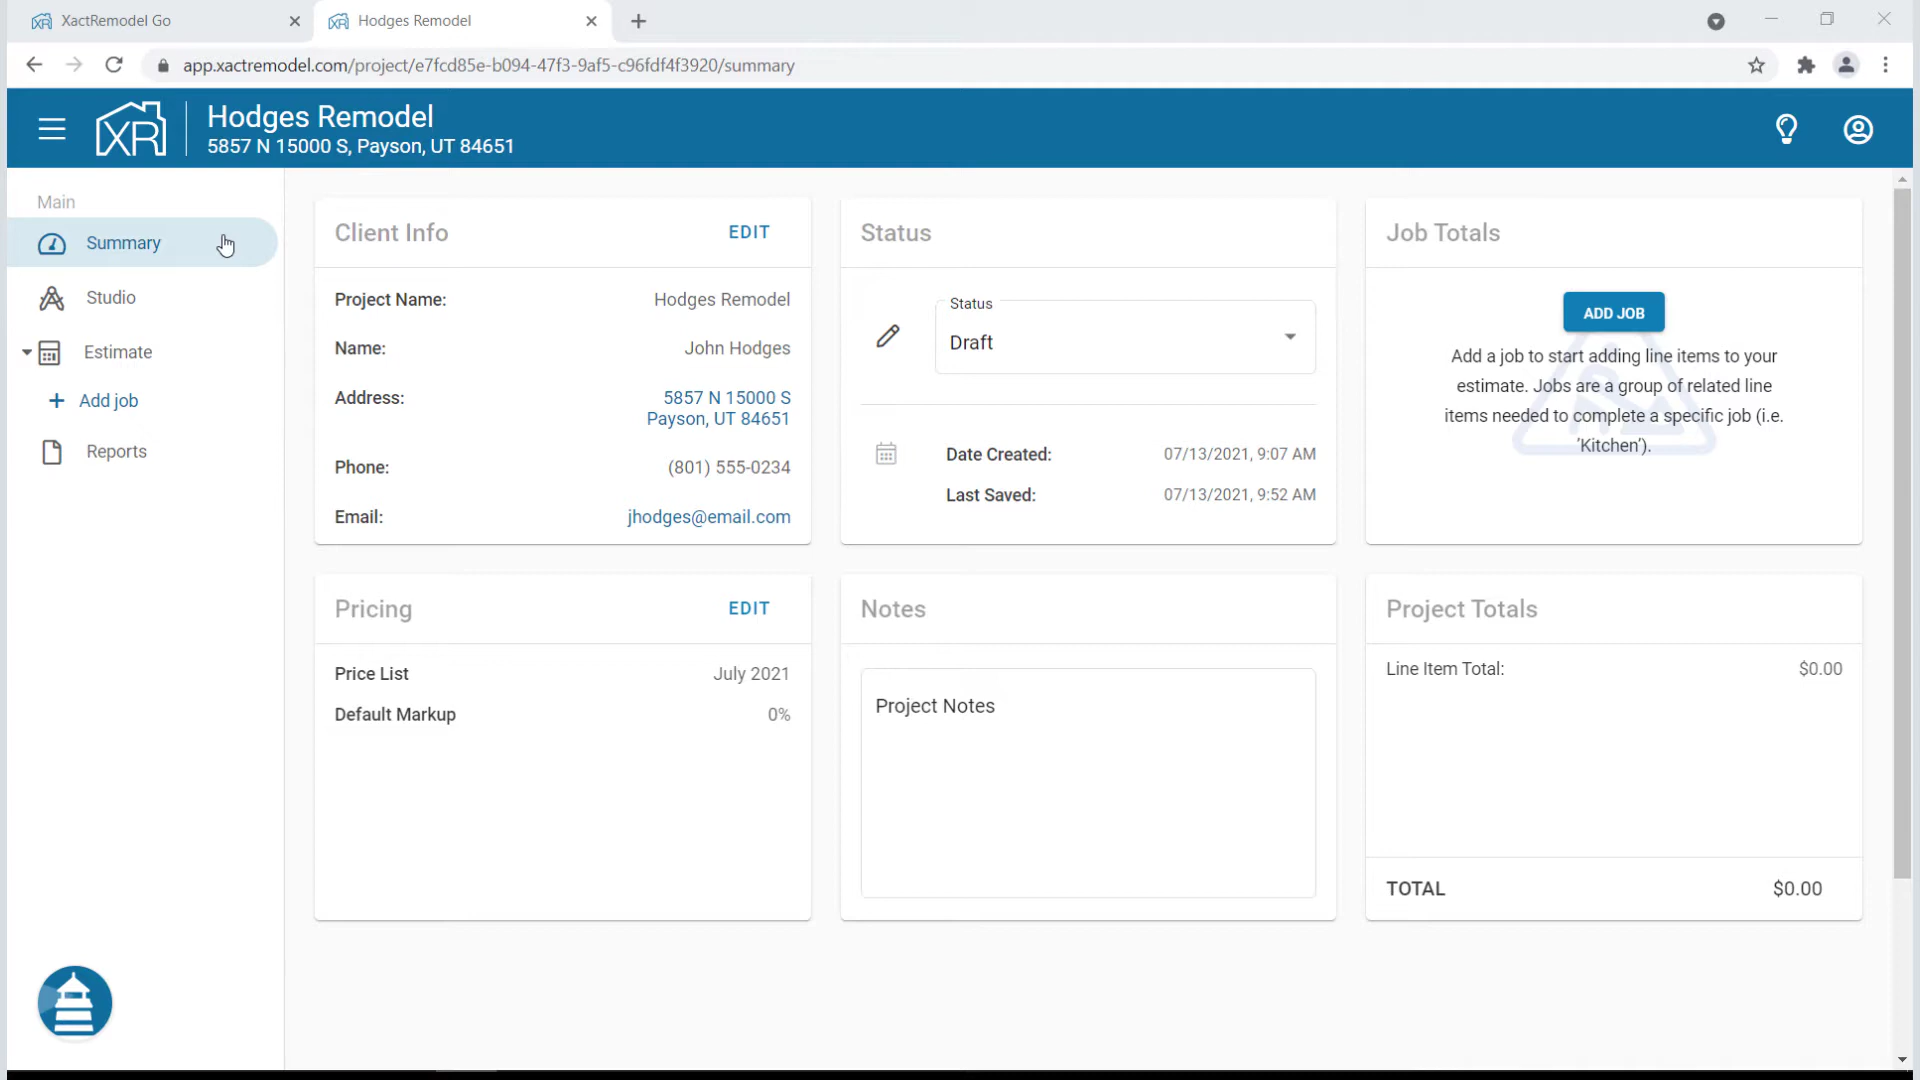 XactRemodel Go
Hodges Remodel
app.xactremodel.com/project/e7fcd85e-b094-47f3-9af5-c96fdf4f3920/summary
XR
Hodges Remodel
5857 N 15000 S, Payson, UT 84651
Main
Summary
Studio
Estimate
Add job
Reports
Client Info
EDIT
Project Name:
Hodges Remodel
Name:
John Hodges
Address:
5857 N 15000 S
Payson, UT 84651
Phone:
(801) 555-0234
Email:
jhodges@email.com
Status
Status
Draft
Date Created:
07/13/2021, 9:07 AM
Last Saved:
07/13/2021, 9:52 AM
Job Totals
ADD JOB
Add a job to start adding line items to your
estimate. Jobs are a group of related line
items needed to complete a specific job (i.e.
'Kitchen').
Pricing
EDIT
Price List
July 2021
Default Markup
0%
Notes
Project Notes
Project Totals
Line Item Total:
$0.00
TOTAL
$0.00